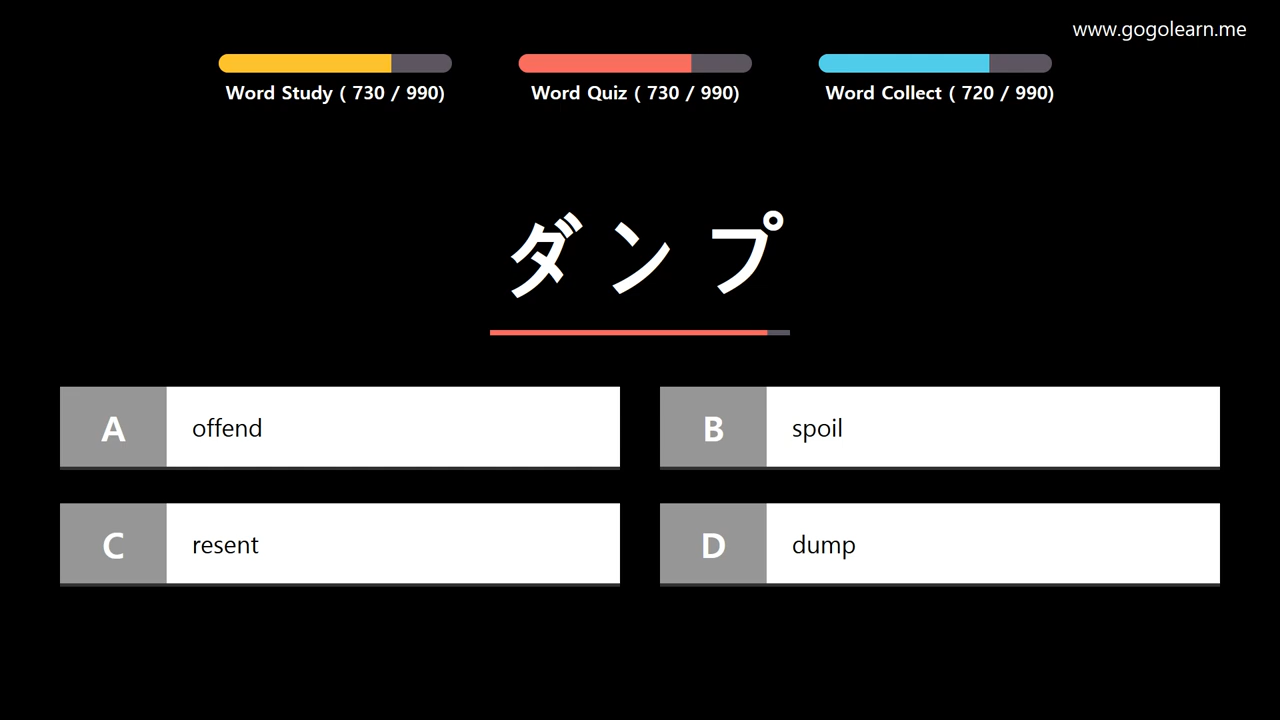 www.gogolearn.me
Word Study ( 730 / 990)
Word Quiz ( 730 / 990)
Word Collect ( 720 / 990)
ダンプ
A offend
B spoil
C resent
D dump